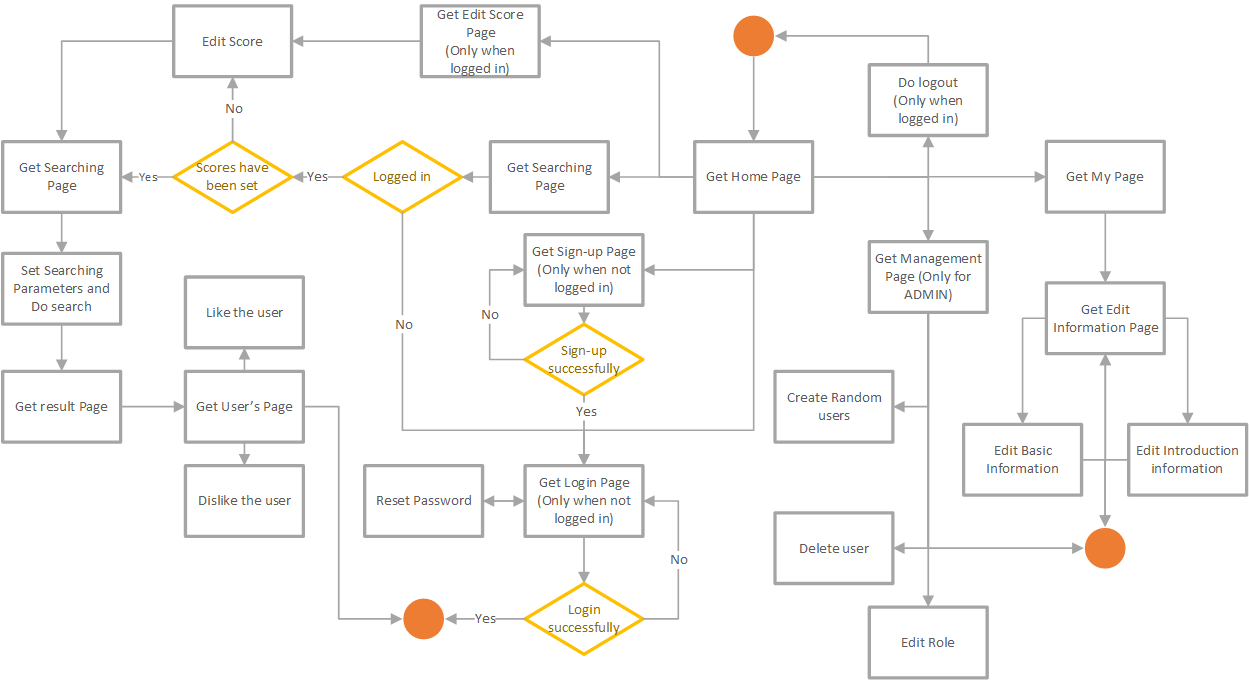 Edit Score
Get Edit Score
Page
(Only when
logged in)
Do logout
(Only when
logged in)
No
Get Searching
Page
Yes
Scores have
been set
Yes
Logged in
Get Searching
Page
Get Home Page
Get My Page
Set Searching
Parameters and
Do search
Get Sign-up Page
(Only when not
logged in)
Get Management
Page (Only for
ADMIN)
Like the user
No
No
Get Edit
Information Page
Sign-up
successfully
Get result Page
Get User's Page
Yes
Create Random
users
Edit Basic
Information
Edit Introduction
information
Dislike the user
Reset Password
Get Login Page
(Only when not
logged in)
No
Delete user
Yes
Login
successfully
Edit Role